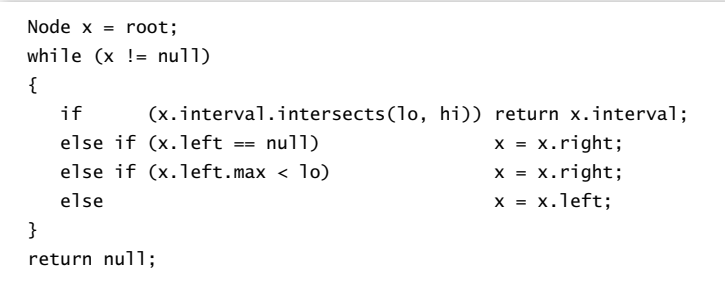 Node x = root;
while (x != null)
{
   if      (x.interval.intersects(lo, hi)) return x.interval;
   else if (x.left == null)                x = x.right;
   else if (x.left.max < lo)               x = x.right;
   else                                    x = x.left;
}
return null;